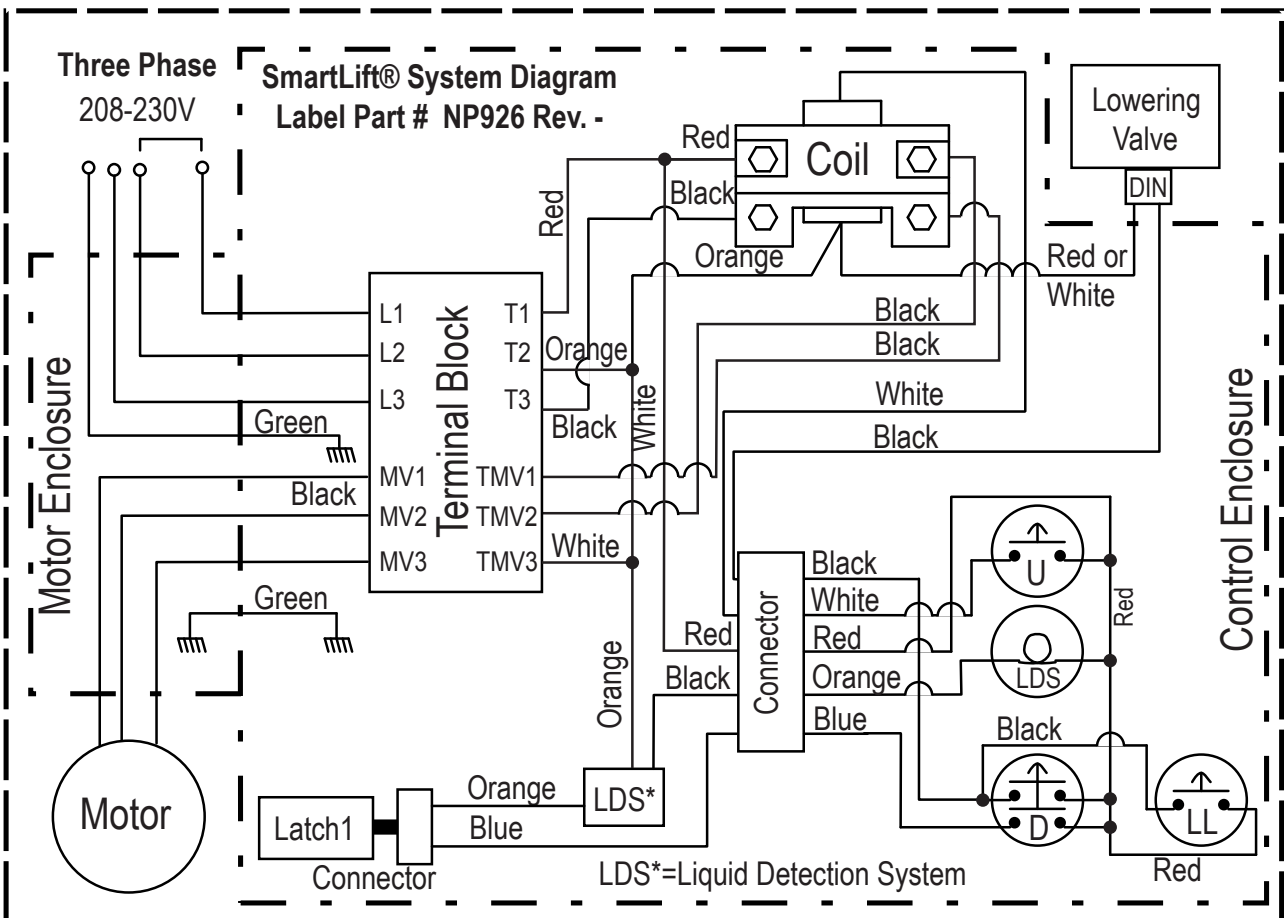 Three Phase
208-230V
SmartLift® System Diagram
Label Part # NP926 Rev. -
Lowering
Valve
DIN
Red
Coil
Black
Red
Orange
Red or
White
L1
T1
L2
T2
Orange
L3
T3
Black
Terminal Block
White
Black
Black
White
Black
Green
MV1
TMV1
Black
MV2
TMV2
MV3
TMV3
White
Green
Motor Enclosure
Control Enclosure
Black
White
Red
Red
Black
Orange
Blue
Connector
U
Red
LDS
Black
D
LL
Red
Orange
Motor
Latch1
Connector
Orange
Blue
LDS*
LDS*=Liquid Detection System